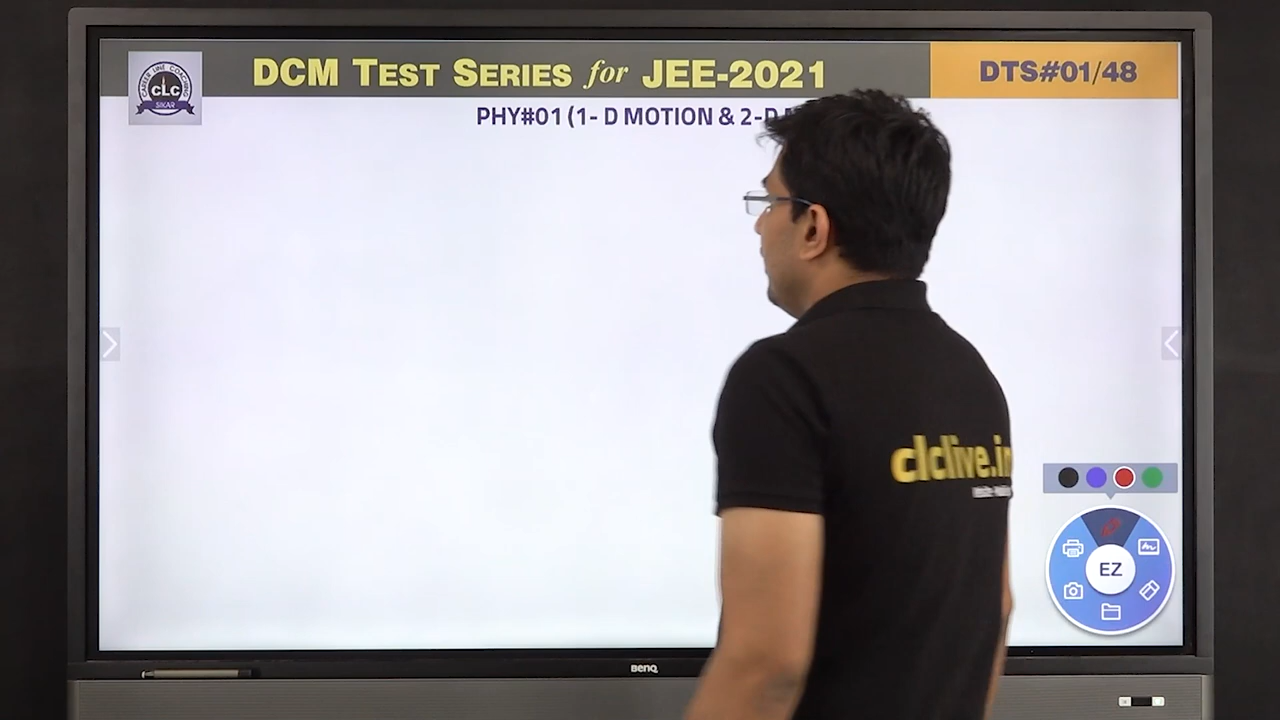 DCM TEST SERIES for JEE-2021
DTS#01/48
CAREER LINE COACHING
CLC
SIKAR
PHY#01 (1- D MOTION & 2-D
clclive.in
EZ
BenQ